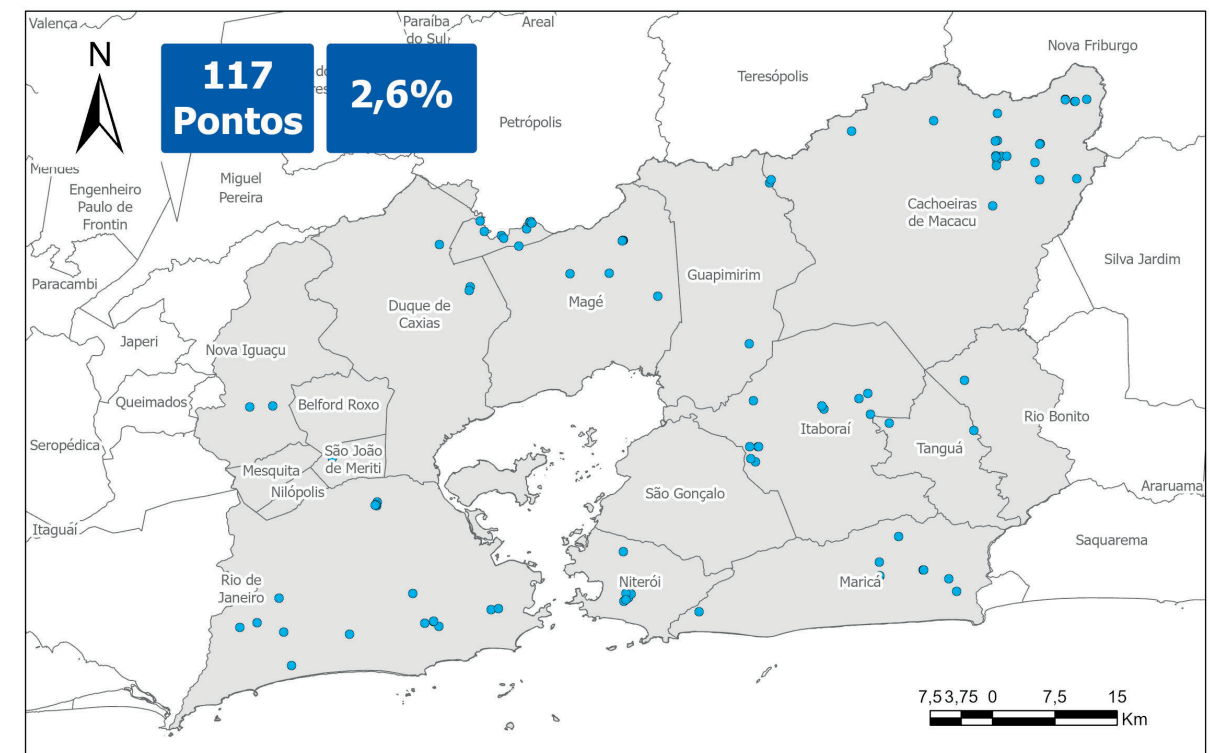 Valença
Paraíba
do Sul
Areal
Nova Friburgo
N
117
Pontos
2,6%
Teresópolis
Petrópolis
Mendes
Engenheiro
Paulo de
Frontin
Miguel
Pereira
Cachoeiras
de Macacu
Paracambi
Guapimirim
Silva Jardim
Duque de
Caxias
Magé
Japeri
Nova Iguaçu
Queimados
Belford Roxo
Rio Bonito
Itaboraí
Seropédica
São João
de Meriti
Tanguá
Mesquita
Nilópolis
São Gonçalo
Araruama
Itaguaí
Saquarema
Rio de
Janeiro
Niterói
Maricá
7,5 3,75 0 7,5 15
Km